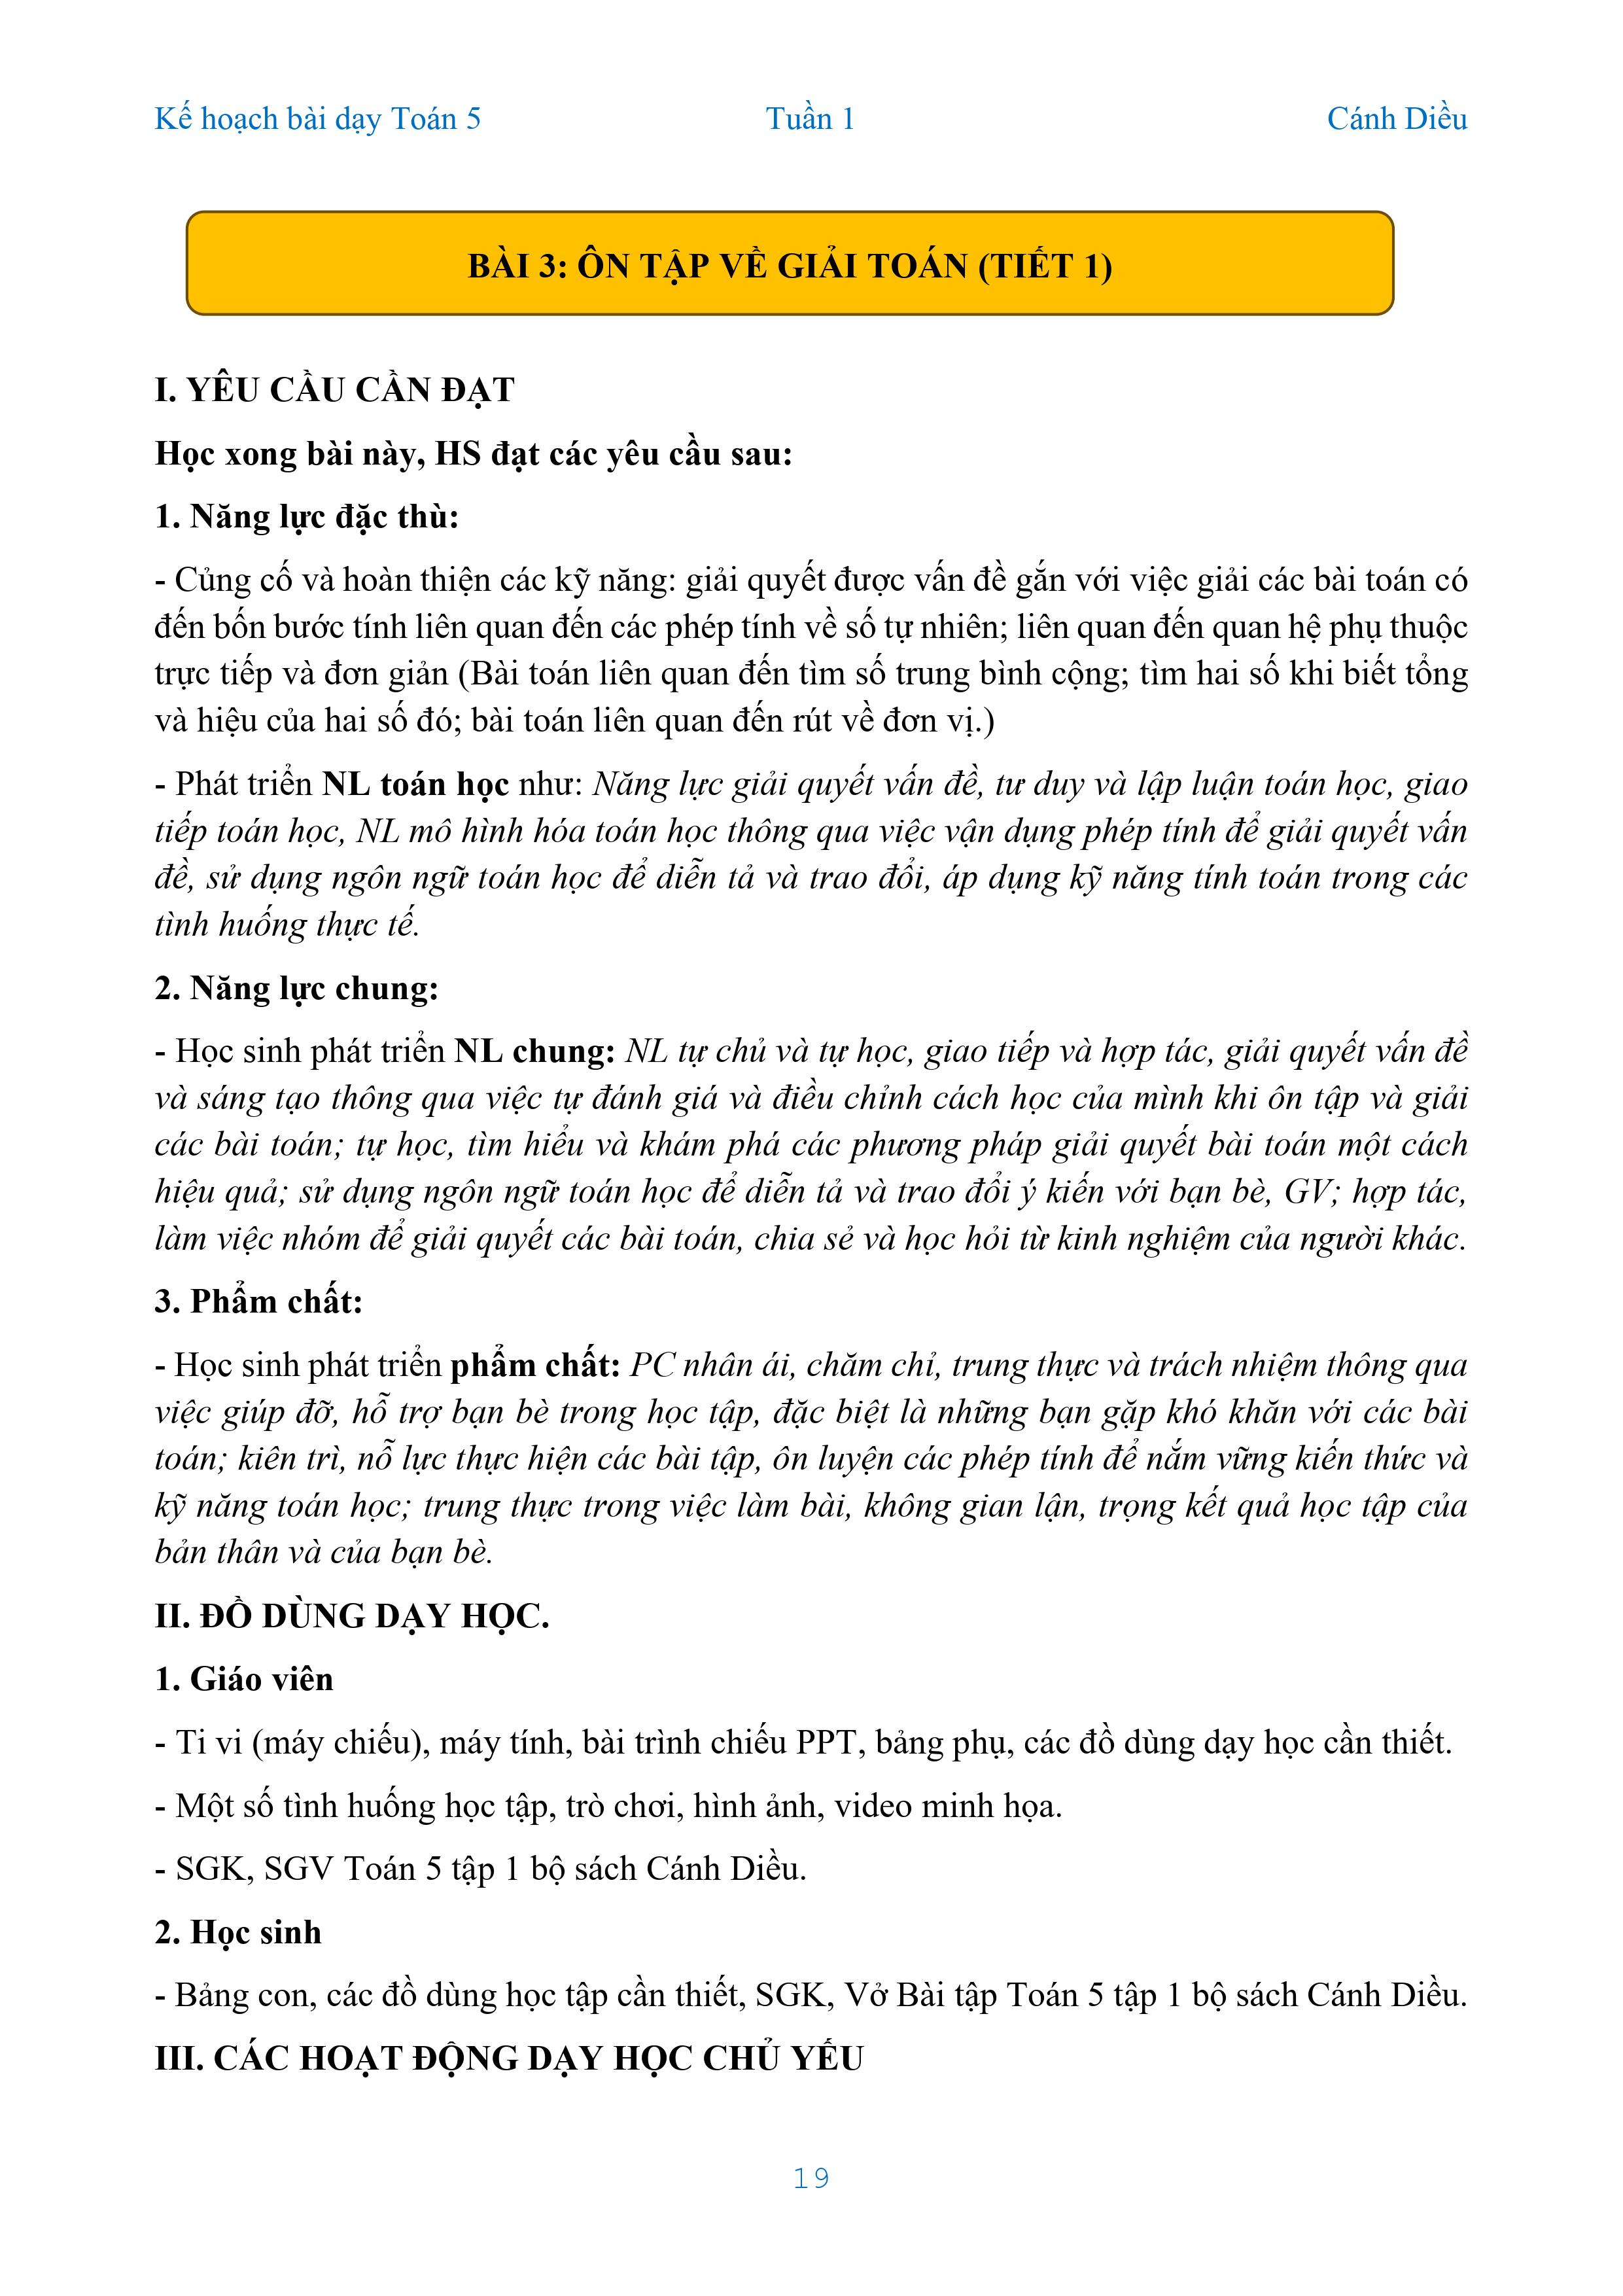 Kế hoạch bài dạy Toán 5 Tuần 1 Cánh Diều
BÀI 3: ÔN TẬP VỀ GIẢI TOÁN (TIẾT 1)
I. YÊU CẦU CẦN ĐẠT
Học xong bài này, HS đạt các yêu cầu sau:
1. Năng lực đặc thù:
- Củng cố và hoàn thiện các kỹ năng: giải quyết được vấn đề gắn với việc giải các bài toán có
đến bốn bước tính liên quan đến các phép tính về số tự nhiên; liên quan đến quan hệ phụ thuộc
trực tiếp và đơn giản (Bài toán liên quan đến tìm số trung bình cộng; tìm hai số khi biết tổng
và hiệu của hai số đó; bài toán liên quan đến rút về đơn vị.)
- Phát triển NL toán học như: Năng lực giải quyết vấn đề, tư duy và lập luận toán học, giao
tiếp toán học, NL mô hình hóa toán học thông qua việc vận dụng phép tính để giải quyết vấn
đề, sử dụng ngôn ngữ toán học để diễn tả và trao đổi, áp dụng kỹ năng tính toán trong các
tình huống thực tế.
2. Năng lực chung:
- Học sinh phát triển NL chung: NL tự chủ và tự học, giao tiếp và hợp tác, giải quyết vấn đề
và sáng tạo thông qua việc tự đánh giá và điều chỉnh cách học của mình khi ôn tập và giải
các bài toán; tự học, tìm hiểu và khám phá các phương pháp giải quyết bài toán một cách
hiệu quả; sử dụng ngôn ngữ toán học để diễn tả và trao đổi ý kiến với bạn bè, GV; hợp tác,
làm việc nhóm để giải quyết các bài toán, chia sẻ và học hỏi từ kinh nghiệm của người khác.
3. Phẩm chất:
- Học sinh phát triển phẩm chất: PC nhân ái, chăm chỉ, trung thực và trách nhiệm thông qua
việc giúp đỡ, hỗ trợ bạn bè trong học tập, đặc biệt là những bạn gặp khó khăn với các bài
toán; kiên trì, nỗ lực thực hiện các bài tập, ôn luyện các phép tính để nắm vững kiến thức và
kỹ năng toán học; trung thực trong việc làm bài, không gian lận, trọng kết quả học tập của
bản thân và của bạn bè.
II. ĐỒ DÙNG DẠY HỌC.
1. Giáo viên
- Ti vi (máy chiếu), máy tính, bài trình chiếu PPT, bảng phụ, các đồ dùng dạy học cần thiết.
- Một số tình huống học tập, trò chơi, hình ảnh, video minh họa.
- SGK, SGV Toán 5 tập 1 bộ sách Cánh Diều.
2. Học sinh
- Bảng con, các đồ dùng học tập cần thiết, SGK, Vở Bài tập Toán 5 tập 1 bộ sách Cánh Diều.
III. CÁC HOẠT ĐỘNG DẠY HỌC CHỦ YẾU
19